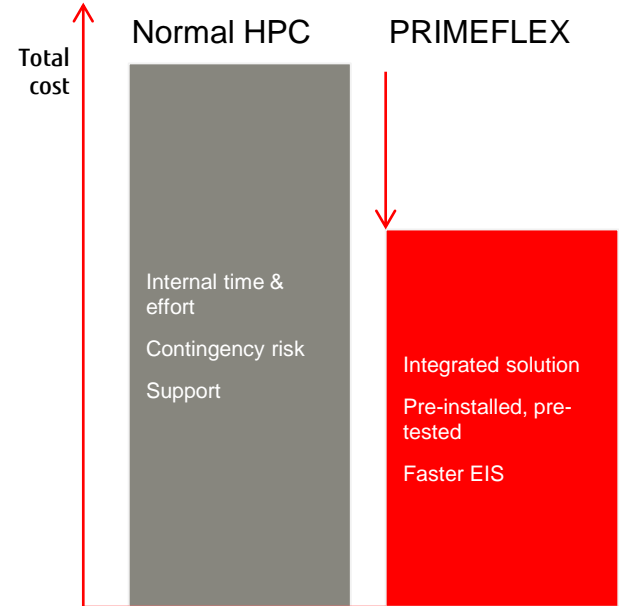 Normal HPC
PRIMEFLEX
Total
cost
Internal time &
effort
Contingency risk
Support
Integrated solution
Pre-installed, pre-
tested
Faster EIS